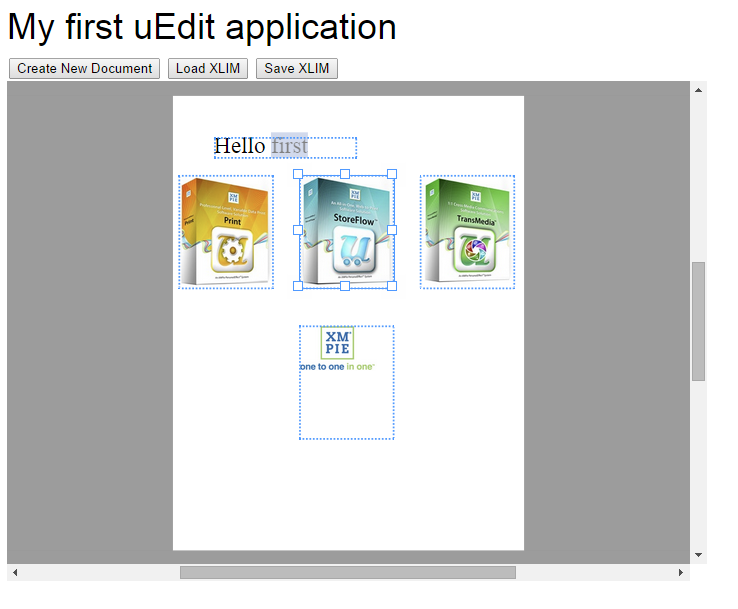 My first uEdit application
Create New Document Load XLIM Save XLIM
Hello first
XM
PIE
Print
Print
XM
PIE
StoreFlow
XM
PIE
TransMedia
XM
PIE
one to one in one